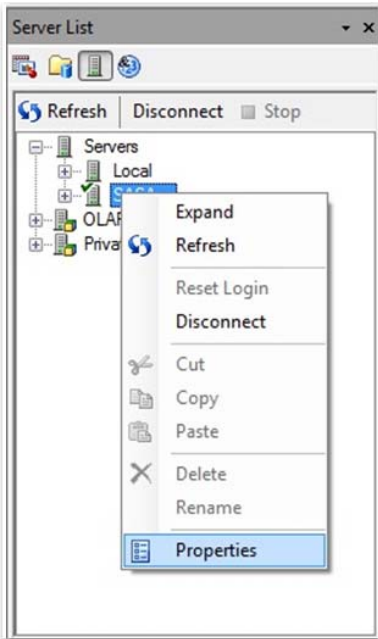 Server List
Refresh Disconnect Stop
Servers
Local
SASA
OLAP
Priva
Expand
Refresh
Reset Login
Disconnect
Cut
Copy
Paste
Delete
Rename
Properties